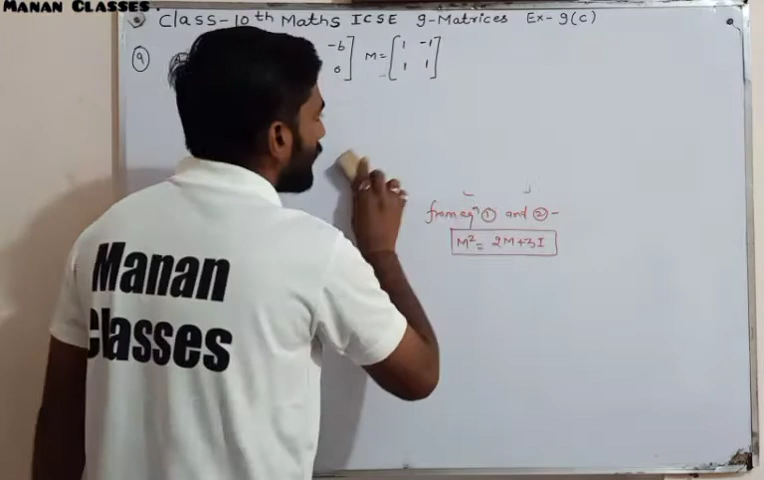 MANAN CLASSES.
Class-10th Maths ICSE 9-Matrices Ex-9(c)
9 -b] M=[1 -1
0] 1 1]
from eqn ① and ② -
M² = 2M+3I
Manan
Classes